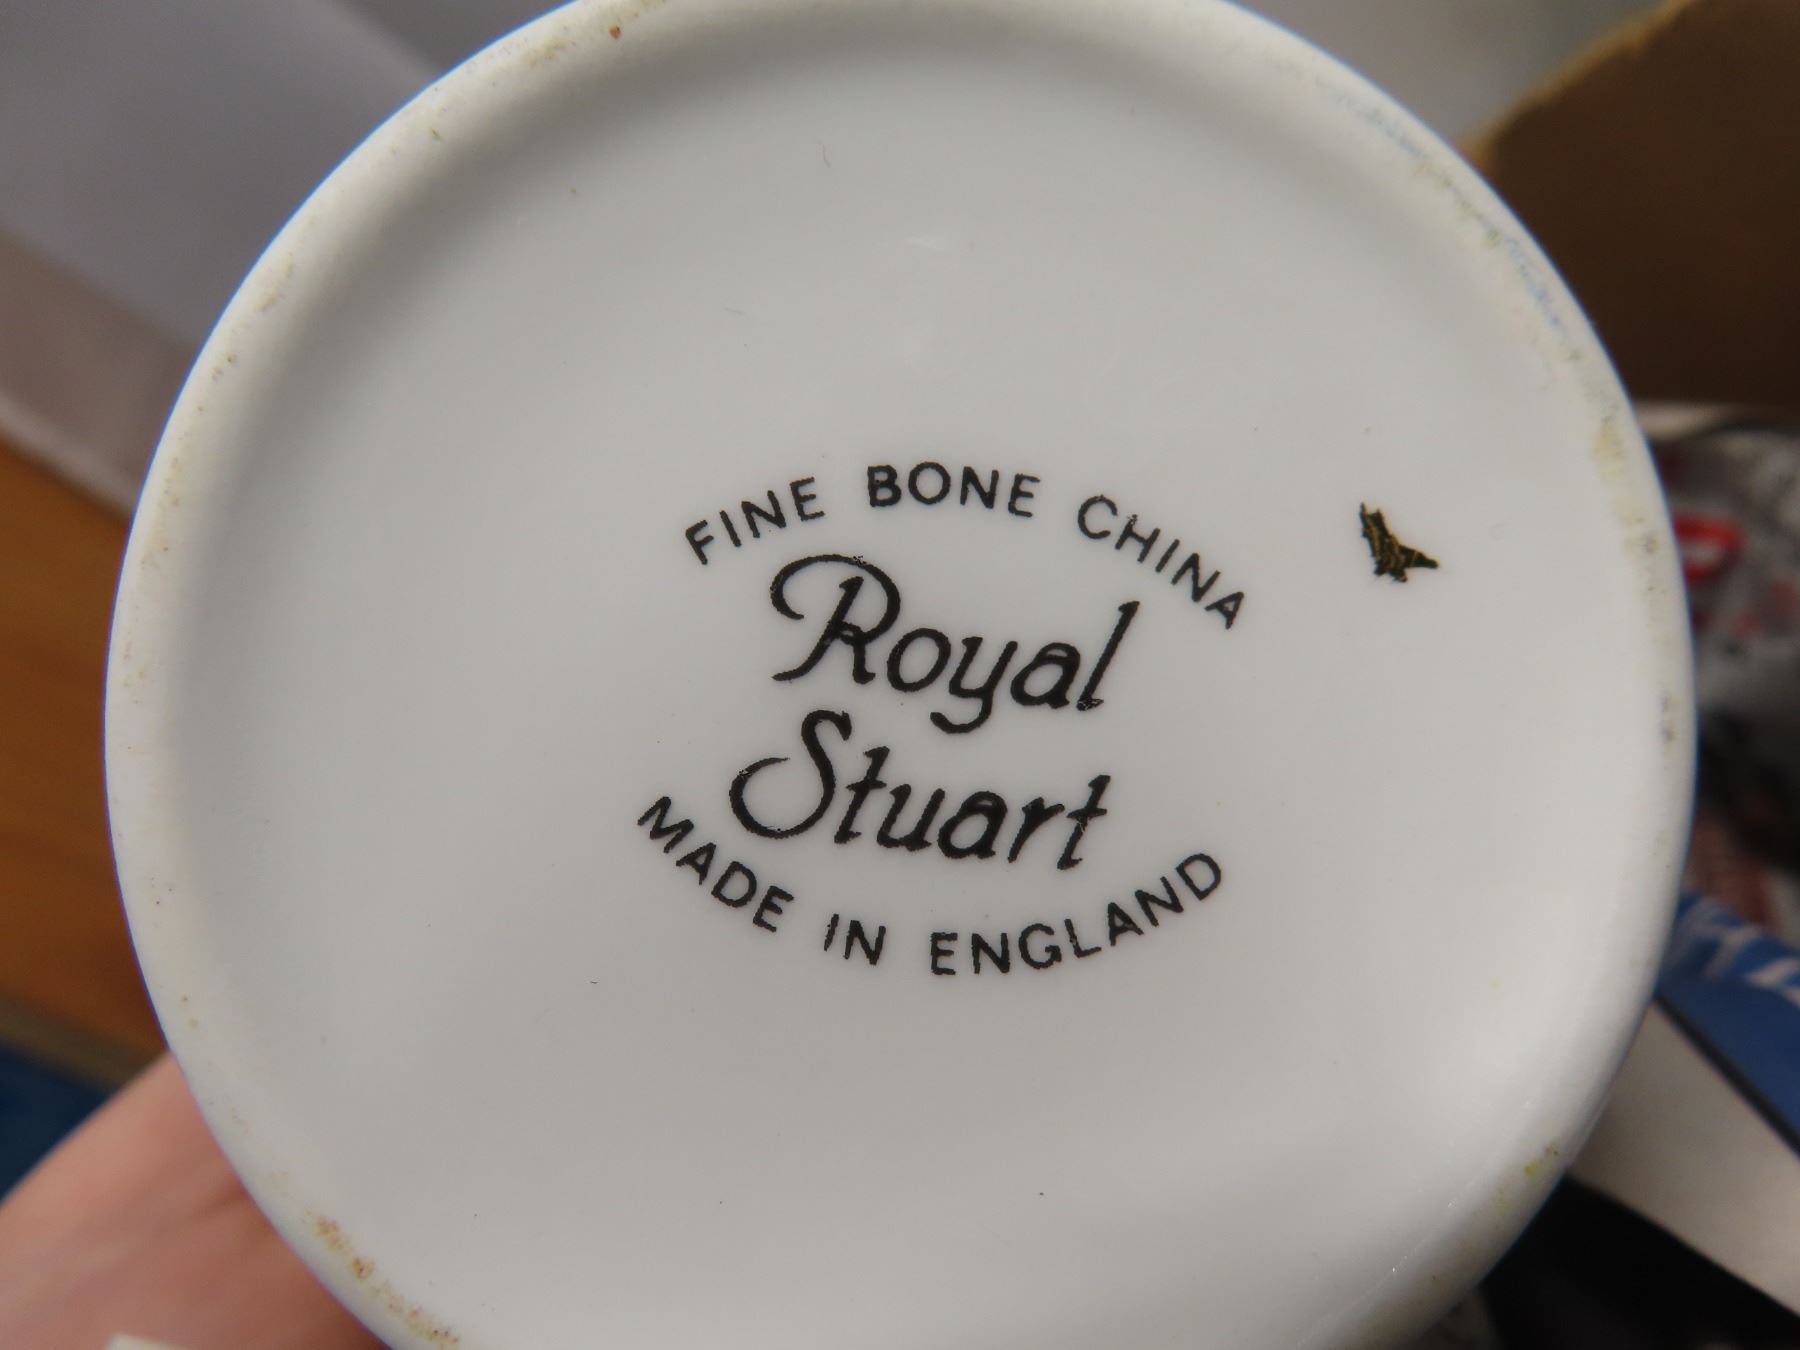 FINE BONE CHINA
Royal
Stuart
MADE IN ENGLAND